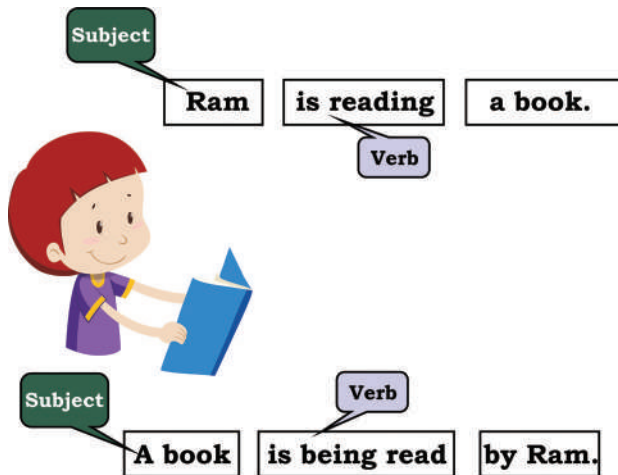 Subject
Ram is reading a book.
Verb
Verb
Subject
A book is being read by Ram.